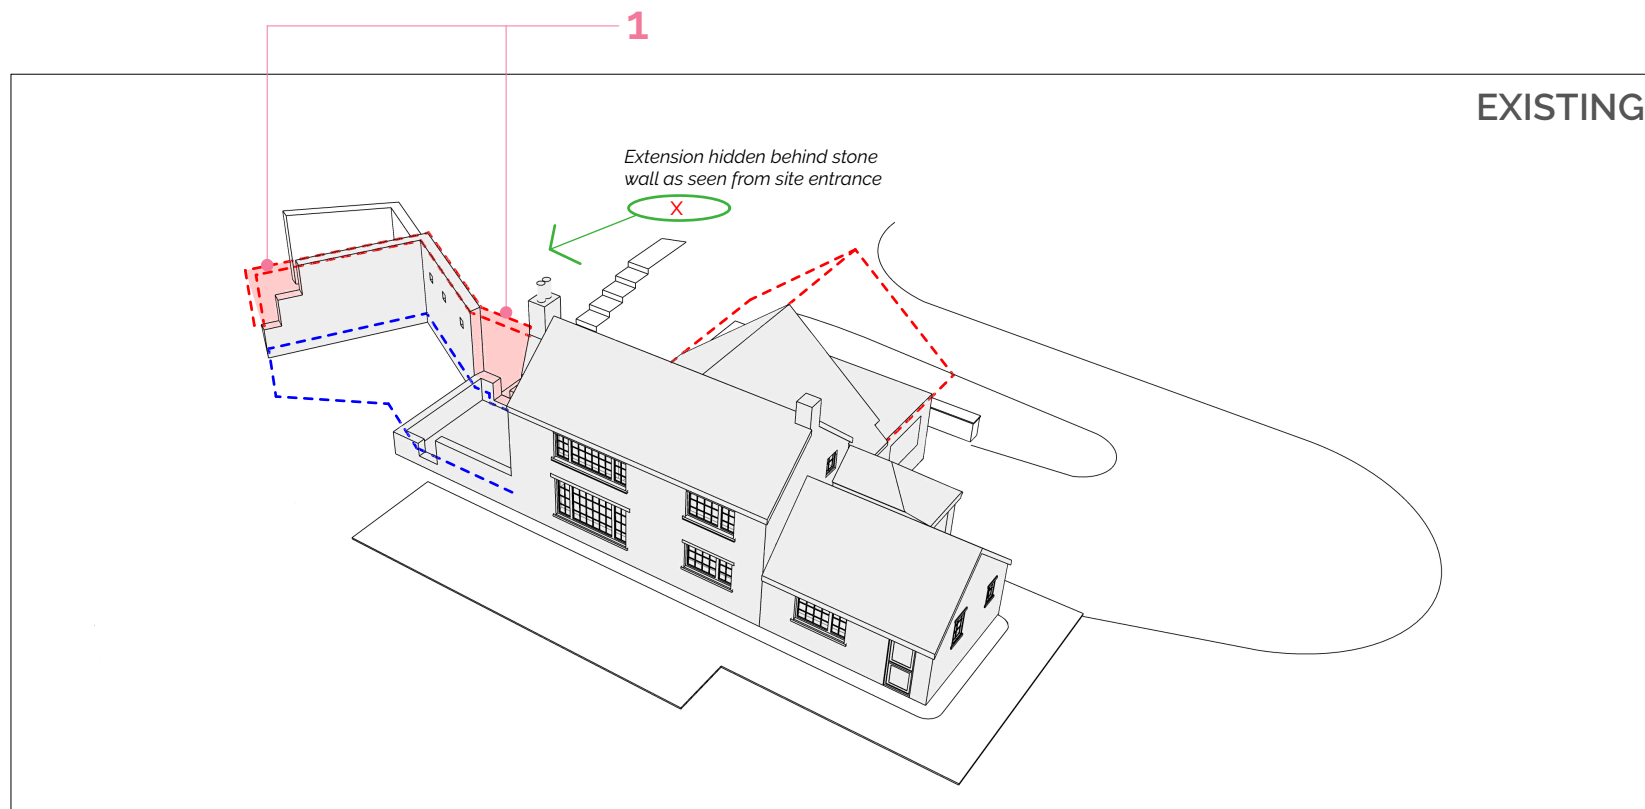 1
EXISTING
Extension hidden behind stone
wall as seen from site entrance
X